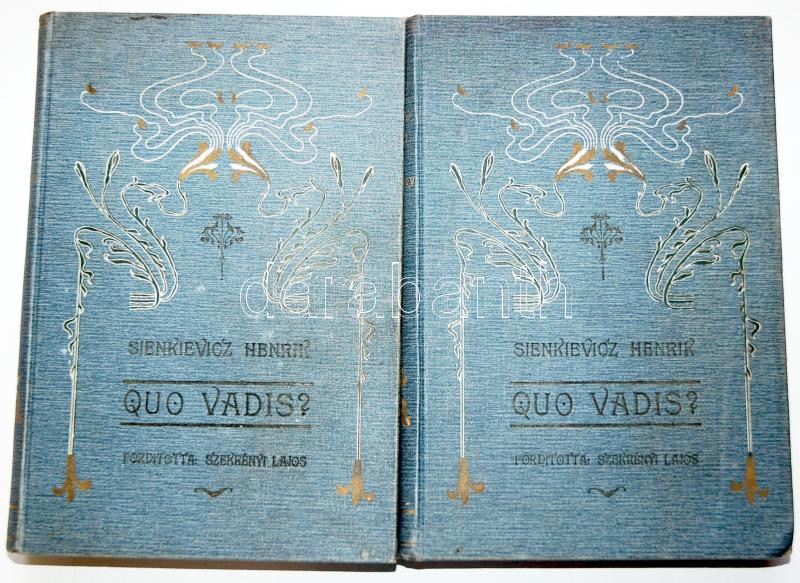 SIENKIEVICZ HENRIK
QUO VADIS?
FORDITOTTA: SZEKRÉNYI LAJOS
SIENKIEVICZ HENRIK
QUO VADIS?
FORDITOTTA: SZEKRÉNYI LAJOS
darabanth